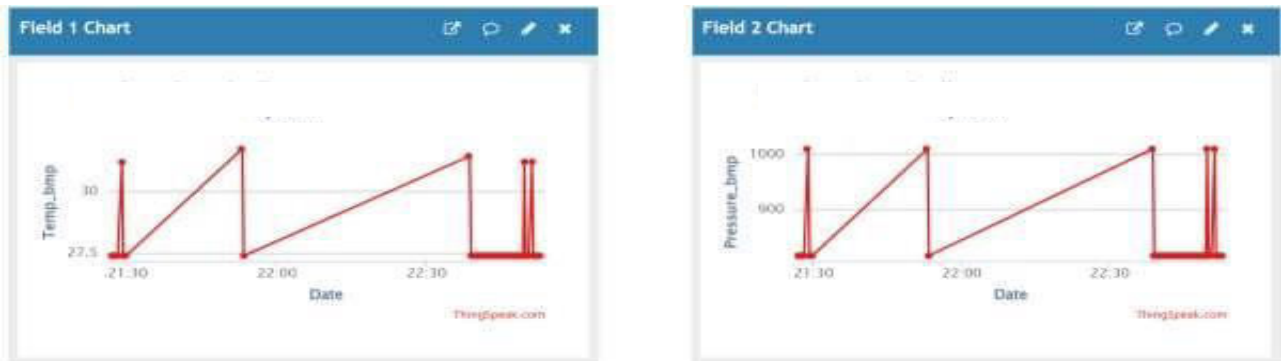 Field 1 Chart
Temp_bmp
30
27.5
21:30
22:00
22:30
Date
ThingSpeak.com
Field 2 Chart
Pressure_bmp
1000
900
21:30
22:00
22:30
Date
ThingSpeak.com